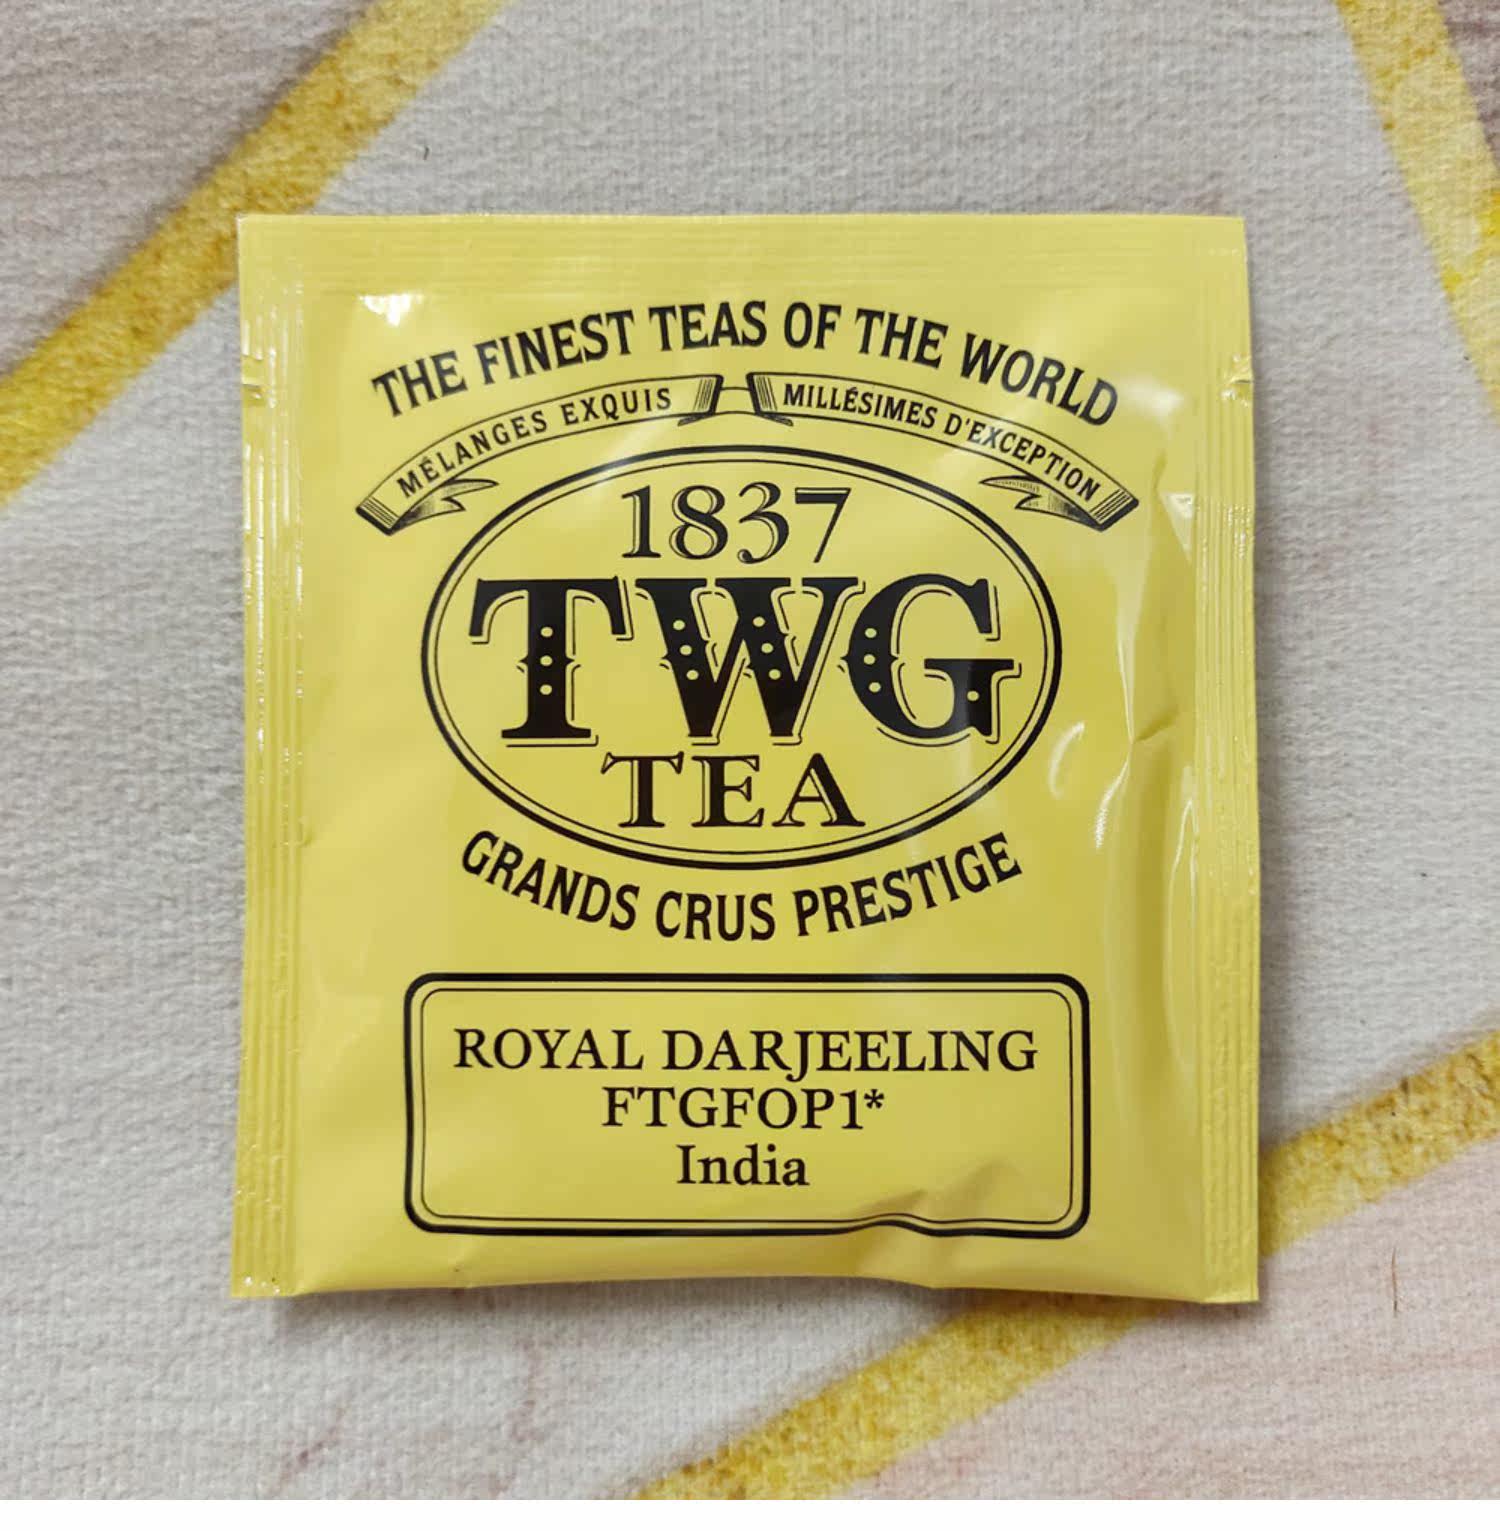 THE FINEST TEAS OF THE WORLD
MÉLANGES EXQUIS MILLÉSIMES D'EXCEPTION
1837
TWG
TEA
GRANDS CRUS PRESTIGE
ROYAL DARJEELING
FTGFOP1*
India